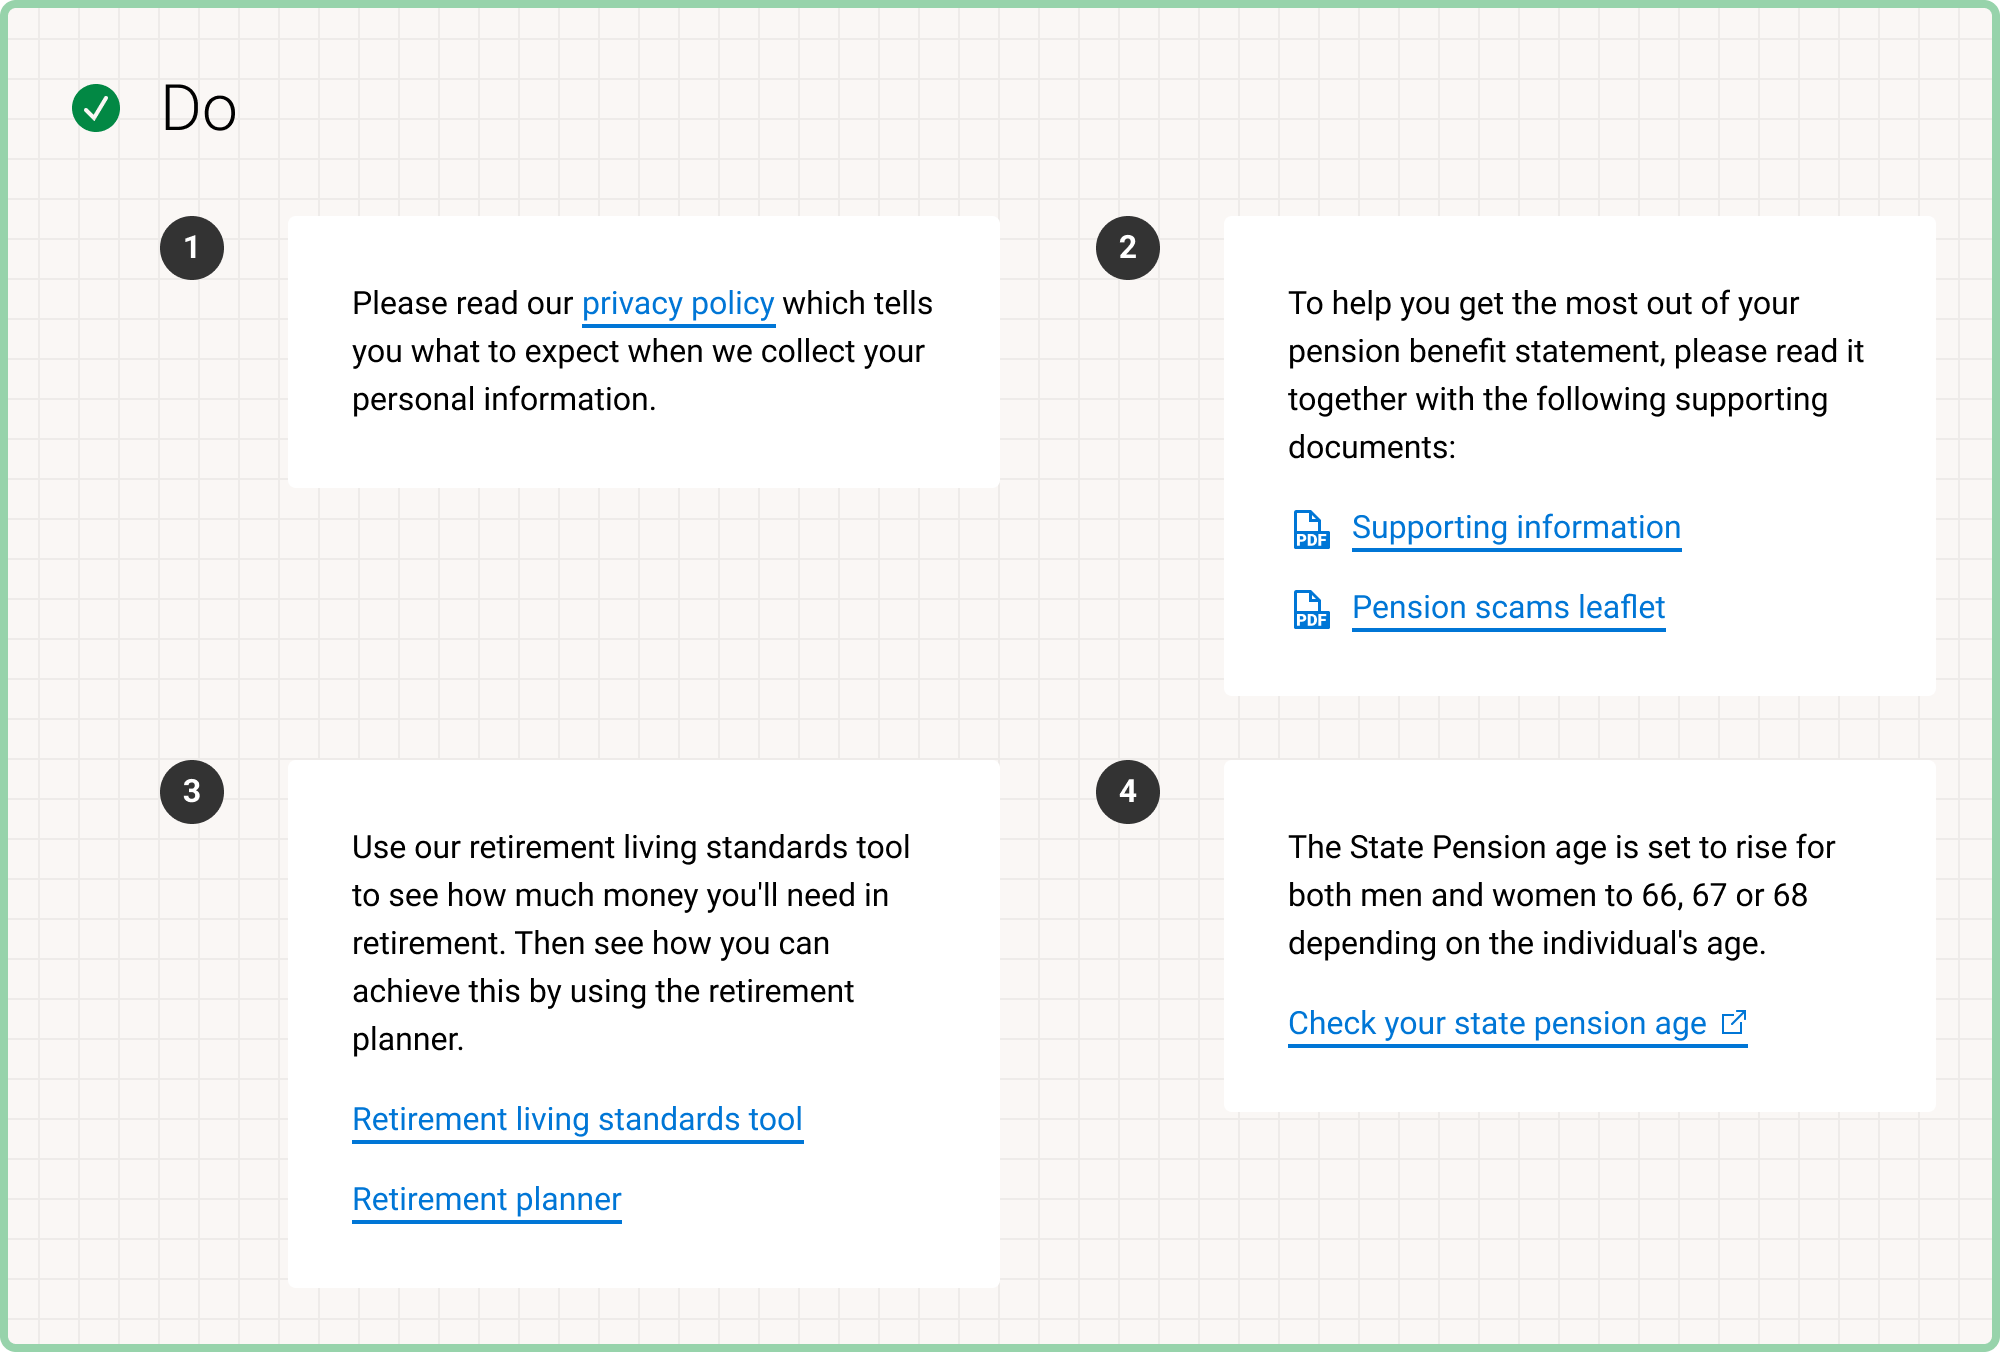 Do
1
Please read our privacy policy which tells
you what to expect when we collect your
personal information.
2
To help you get the most out of your
pension benefit statement, please read it
together with the following supporting
documents:
PDF Supporting information
PDF Pension scams leaflet
3
Use our retirement living standards tool
to see how much money you'll need in
retirement. Then see how you can
achieve this by using the retirement
planner.
Retirement living standards tool
Retirement planner
4
The State Pension age is set to rise for
both men and women to 66, 67 or 68
depending on the individual's age.
Check your state pension age